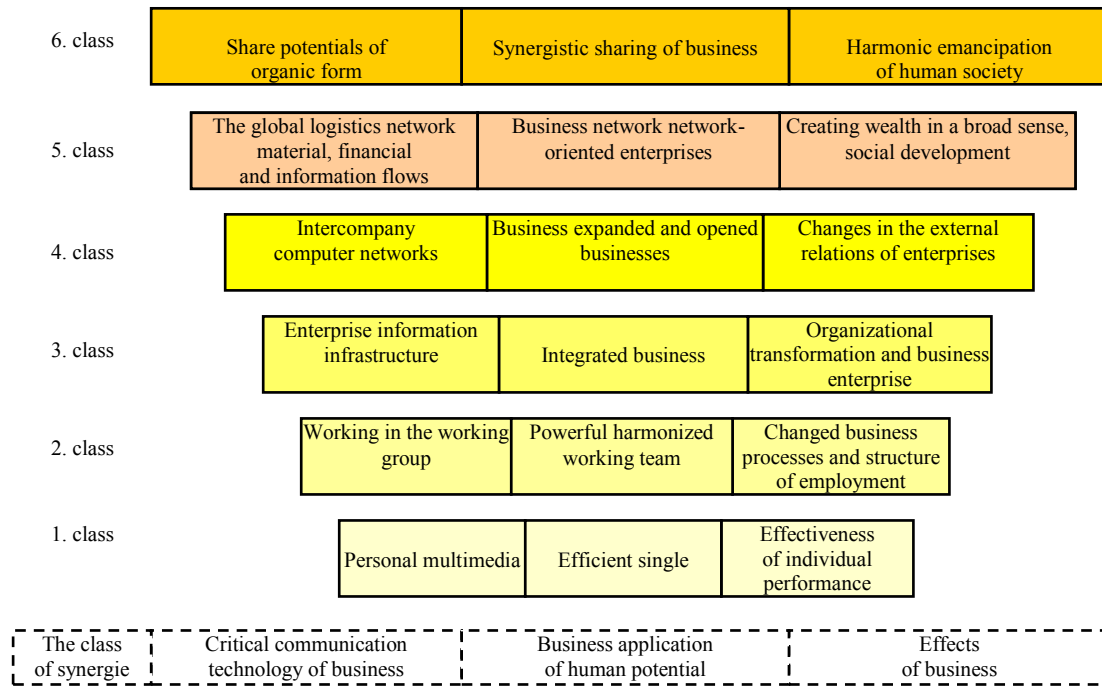 6. class
Share potentials of
organic form
Synergistic sharing of business
Harmonic emancipation
of human society
5. class
The global logistics network
material, financial
and information flows
Business network network-
oriented enterprises
Creating wealth in a broad sense,
social development
4. class
Intercompany
computer networks
Business expanded and opened
businesses
Changes in the external
relations of enterprises
3. class
Enterprise information
infrastructure
Integrated business
Organizational
transformation and business
enterprise
2. class
Working in the working
group
Powerful harmonized
working team
Changed business
processes and structure
of employment
1. class
Personal multimedia
Efficient single
Effectiveness
of individual
performance
The class
of synergie
Critical communication
technology of business
Business application
of human potential
Effects
of business